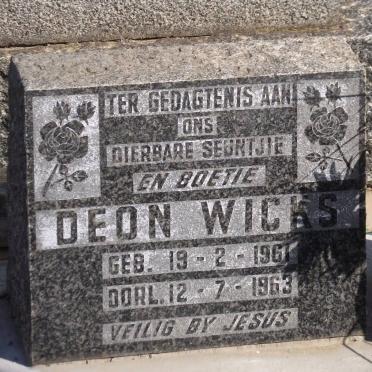 TER GEDAGTENIS AAN
ONS
DIERBARE SEUNTJIE
EN BOETIE
DEON WICKS
GEB. 19-2-1961
OORL. 12-7-1963
VEILIG BY JESUS